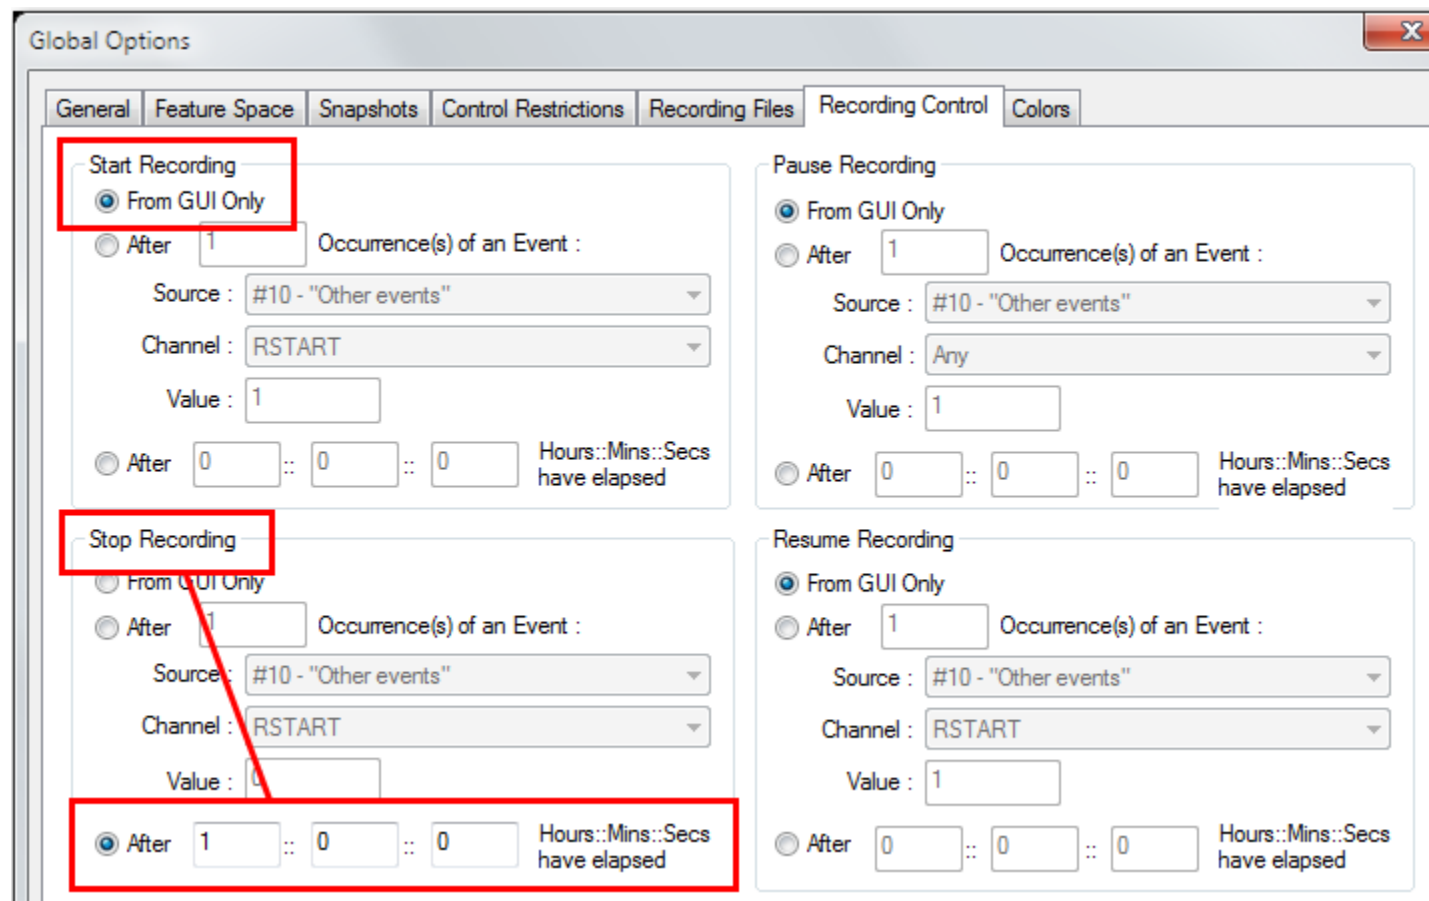 Global Options
General Feature Space Snapshots Control Restrictions Recording Files Recording Control Colors
Start Recording
From GUI Only
After 1 Occurrence(s) of an Event :
Source : #10 - "Other events"
Channel : RSTART
Value : 1
After 0 :: 0 :: 0 Hours::Mins::Secs
have elapsed
Pause Recording
From GUI Only
After 1 Occurrence(s) of an Event :
Source : #10 - "Other events"
Channel : Any
Value : 1
After 0 :: 0 :: 0 Hours::Mins::Secs
have elapsed
Stop Recording
From GUI Only
After 1 Occurrence(s) of an Event :
Source : #10 - "Other events"
Channel : RSTART
Value :
After 1 :: 0 :: 0 Hours::Mins::Secs
have elapsed
Resume Recording
From GUI Only
After 1 Occurrence(s) of an Event :
Source : #10 - "Other events"
Channel : RSTART
Value : 1
After 0 :: 0 :: 0 Hours::Mins::Secs
have elapsed